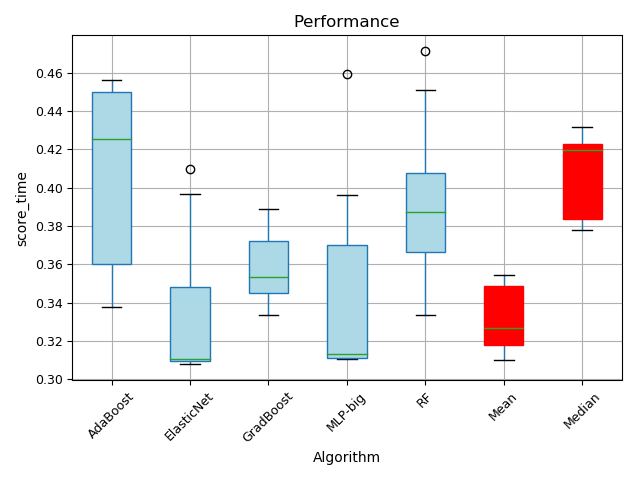 Performance
score_time
0.46
0.44
0.42
0.40
0.38
0.36
0.34
0.32
0.30
AdaBoost
ElasticNet
GradBoost
MLP-big
RF
Mean
Median
Algorithm